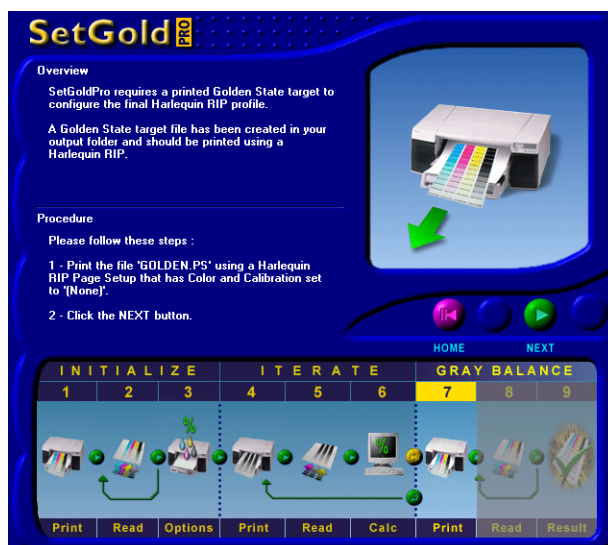 SetGold PRO
Overview
SetGoldPro requires a printed Golden State target to
configure the final Harlequin RIP profile.
A Golden State target file has been created in your
output folder and should be printed using a
Harlequin RIP.
Procedure
Please follow these steps :
1 - Print the file 'GOLDEN.PS' using a Harlequin
RIP Page Setup that has Color and Calibration set
to '(None)'.
2 - Click the NEXT button.
HOME NEXT
INITIALIZE ITERATE GRAY BALANCE
1 2 3 4 5 6 7 8 9
% %
Print Read Options Print Read Calc Print Read Result